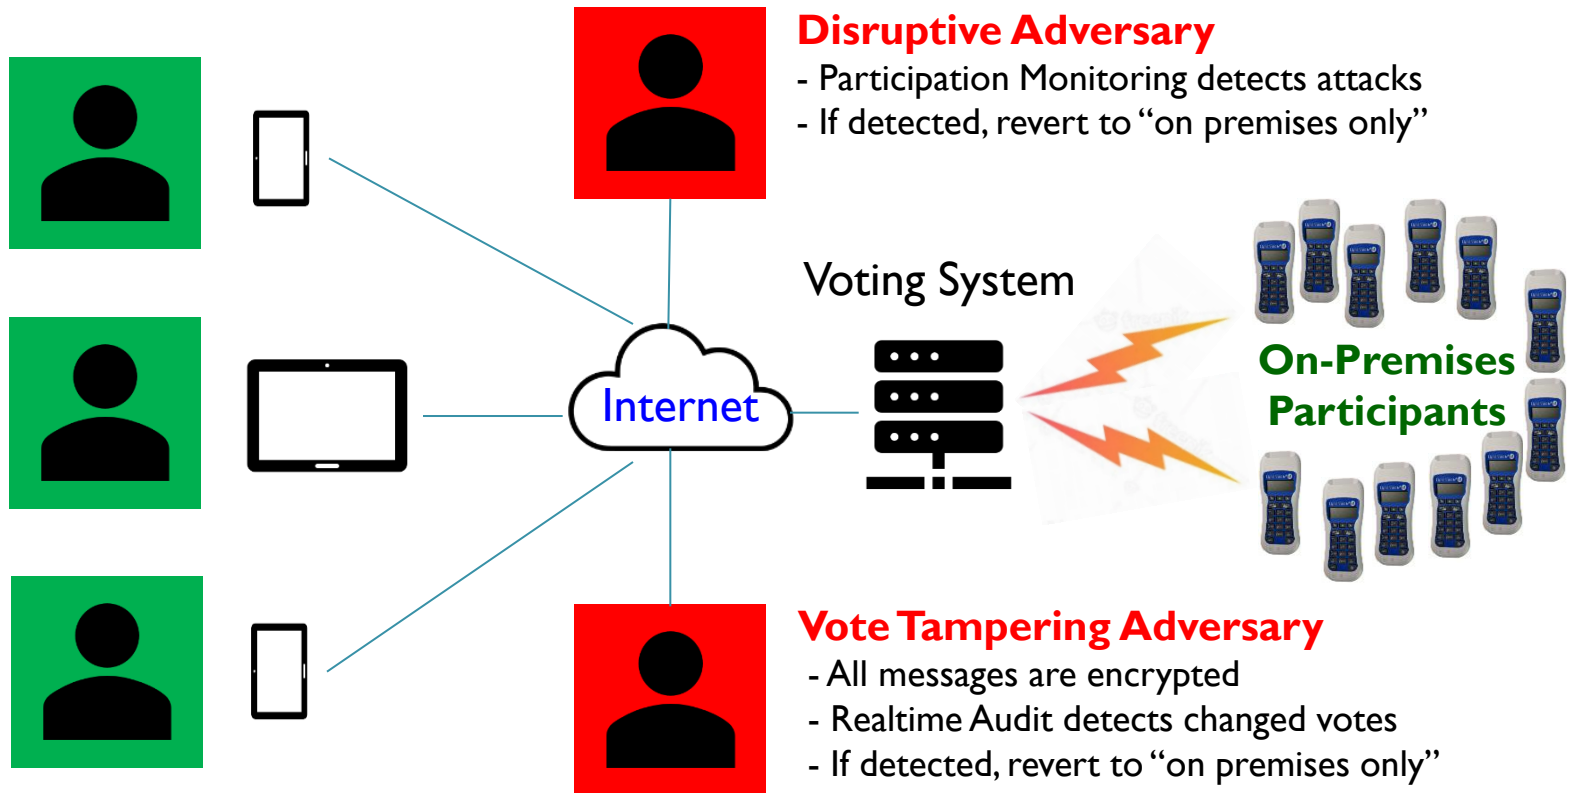 Disruptive Adversary
- Participation Monitoring detects attacks
- If detected, revert to “on premises only”
Voting System
Internet
On-Premises
Participants
Vote Tampering Adversary
- All messages are encrypted
- Realtime Audit detects changed votes
- If detected, revert to “on premises only”